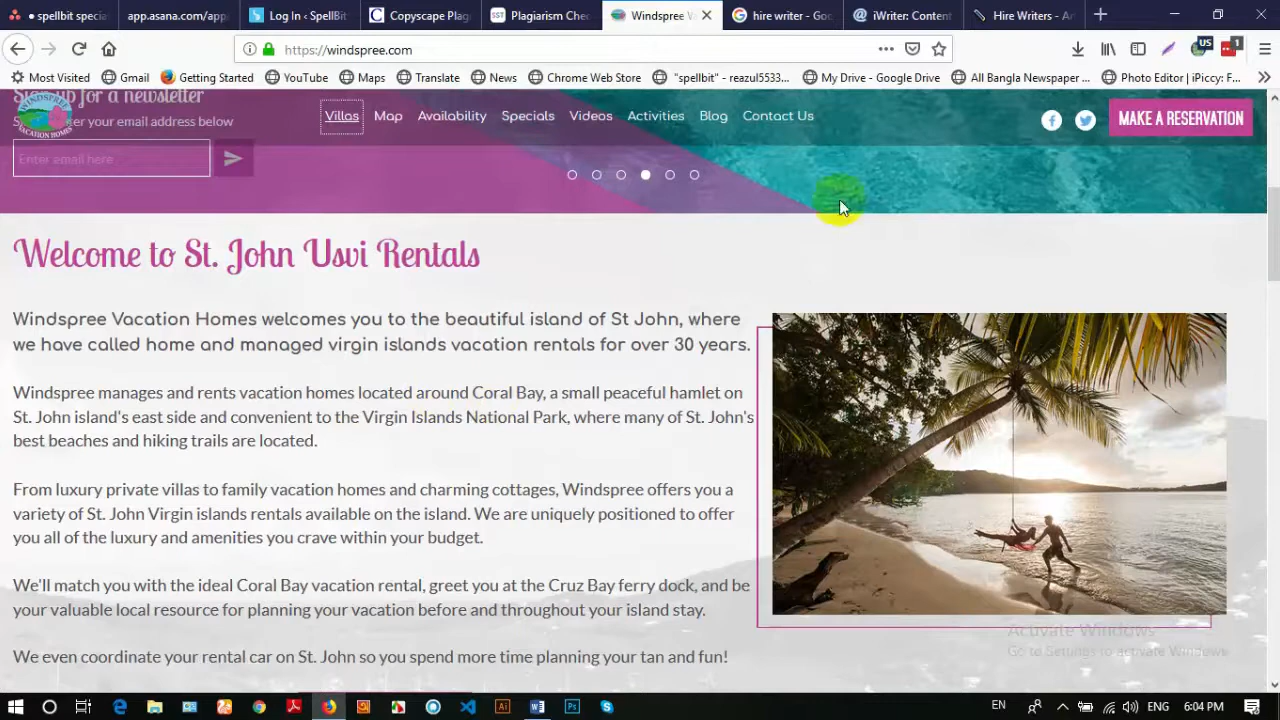 spellbit specia
app.asana.com/app
Log In ‹ SpellBit
Copyscape Plag
Plagiarism Chec
Windspree Va
hire writer - Goo
iWriter: Content
Hire Writers - Ar
https://windspree.com
US
1
Most Visited
Gmail
Getting Started
YouTube
Maps
Translate
News
Chrome Web Store
"spellbit" - reazul5533...
My Drive - Google Drive
All Bangla Newspaper ...
Photo Editor | iPiccy: F...
WINDSPREE
VACATION HOMES
Villas
Map
Availability
Specials
Videos
Activities
Blog
Contact Us
MAKE A RESERVATION
enter your email address below
Enter email here
Welcome to St. John Usvi Rentals
Windspree Vacation Homes welcomes you to the beautiful island of St John, where
we have called home and managed virgin islands vacation rentals for over 30 years.
Windspree manages and rents vacation homes located around Coral Bay, a small peaceful hamlet on
St. John island's east side and convenient to the Virgin Islands National Park, where many of St. John's
best beaches and hiking trails are located.
From luxury private villas to family vacation homes and charming cottages, Windspree offers you a
variety of St. John Virgin islands rentals available on the island. We are uniquely positioned to offer
you all of the luxury and amenities you crave within your budget.
We'll match you with the ideal Coral Bay vacation rental, greet you at the Cruz Bay ferry dock, and be
your valuable local resource for planning your vacation before and throughout your island stay.
We even coordinate your rental car on St. John so you spend more time planning your tan and fun!
Activate Windows
Go to Settings to activate Windows.
EN
ENG
6:04 PM